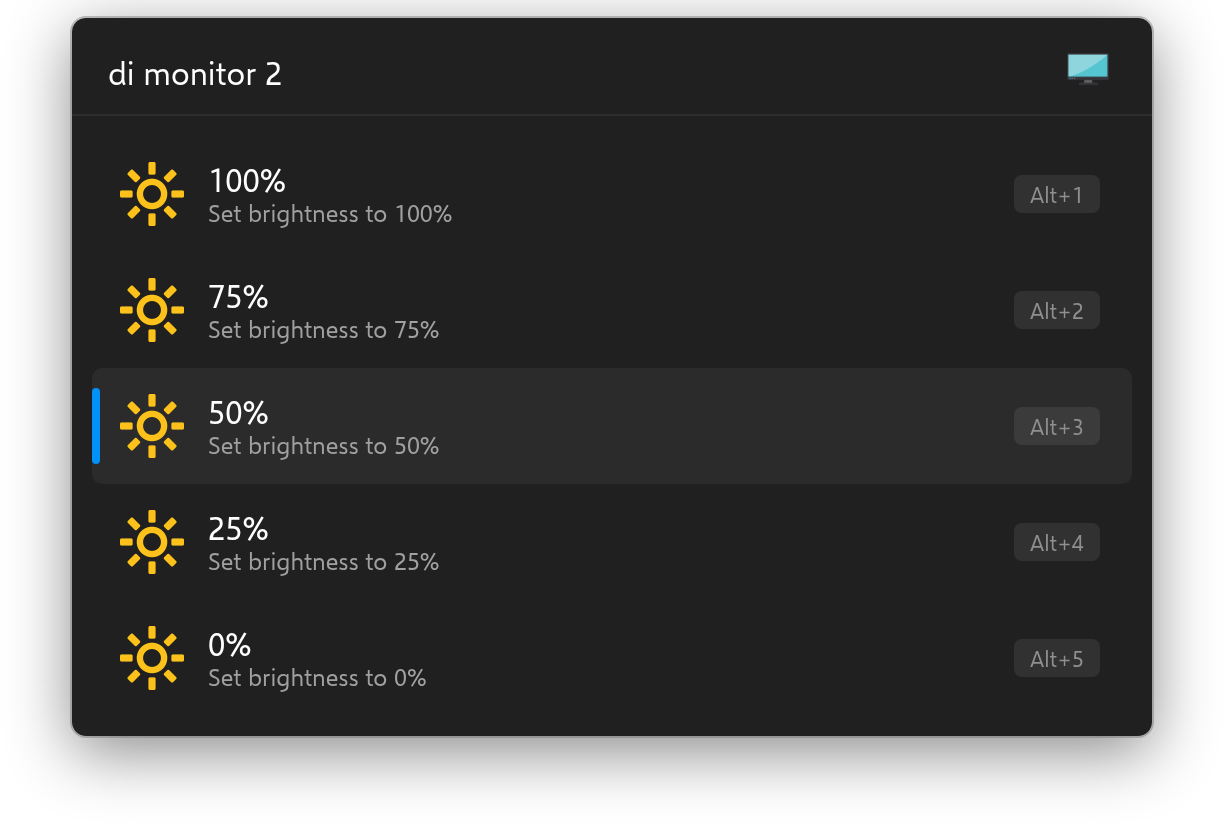 di monitor 2
100%
Set brightness to 100%
Alt+1
75%
Set brightness to 75%
Alt+2
50%
Set brightness to 50%
Alt+3
25%
Set brightness to 25%
Alt+4
0%
Set brightness to 0%
Alt+5